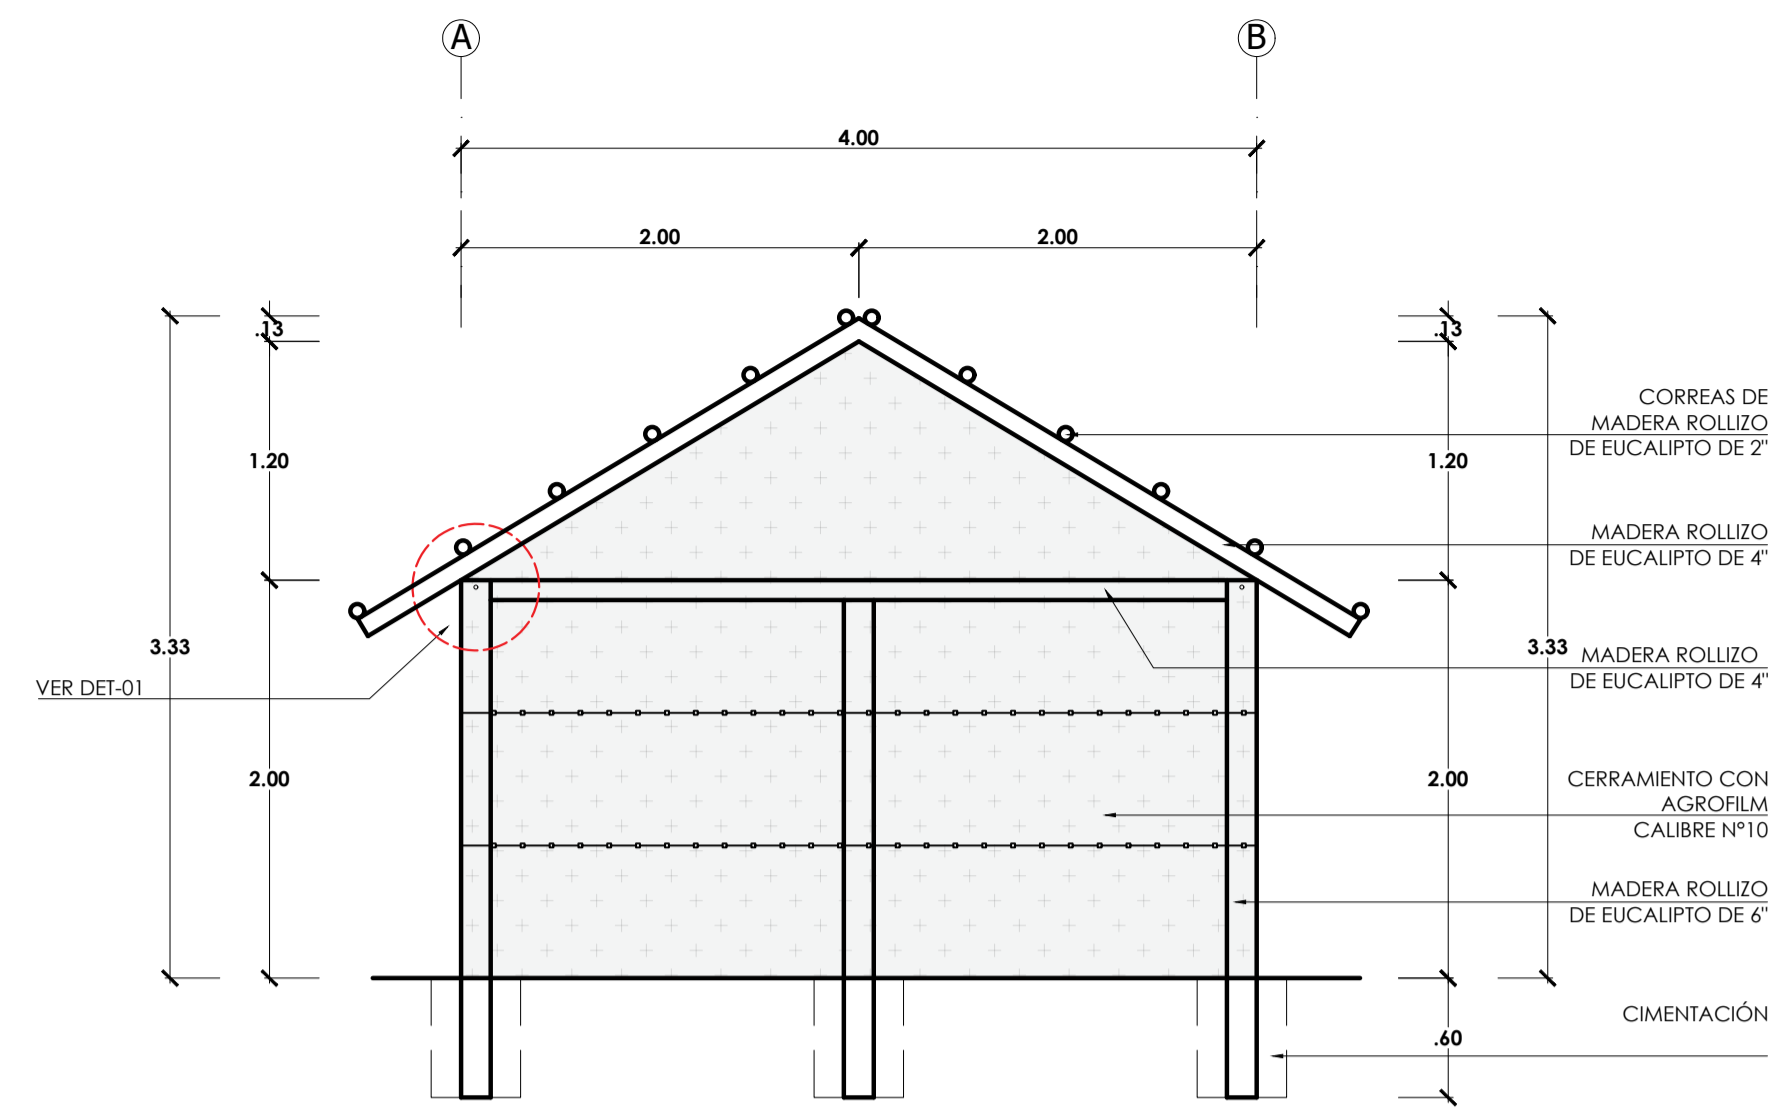 A
B
4.00
2.00
2.00
.13
.13
CORREAS DE
MADERA ROLLIZO
DE EUCALIPTO DE 2"
1.20
1.20
MADERA ROLLIZO
DE EUCALIPTO DE 4"
3.33
3.33
MADERA ROLLIZO
DE EUCALIPTO DE 4"
VER DET-01
2.00
2.00
CERRAMIENTO CON
AGROFILM
CALIBRE Nº10
MADERA ROLLIZO
DE EUCALIPTO DE 6"
CIMENTACIÓN
.60